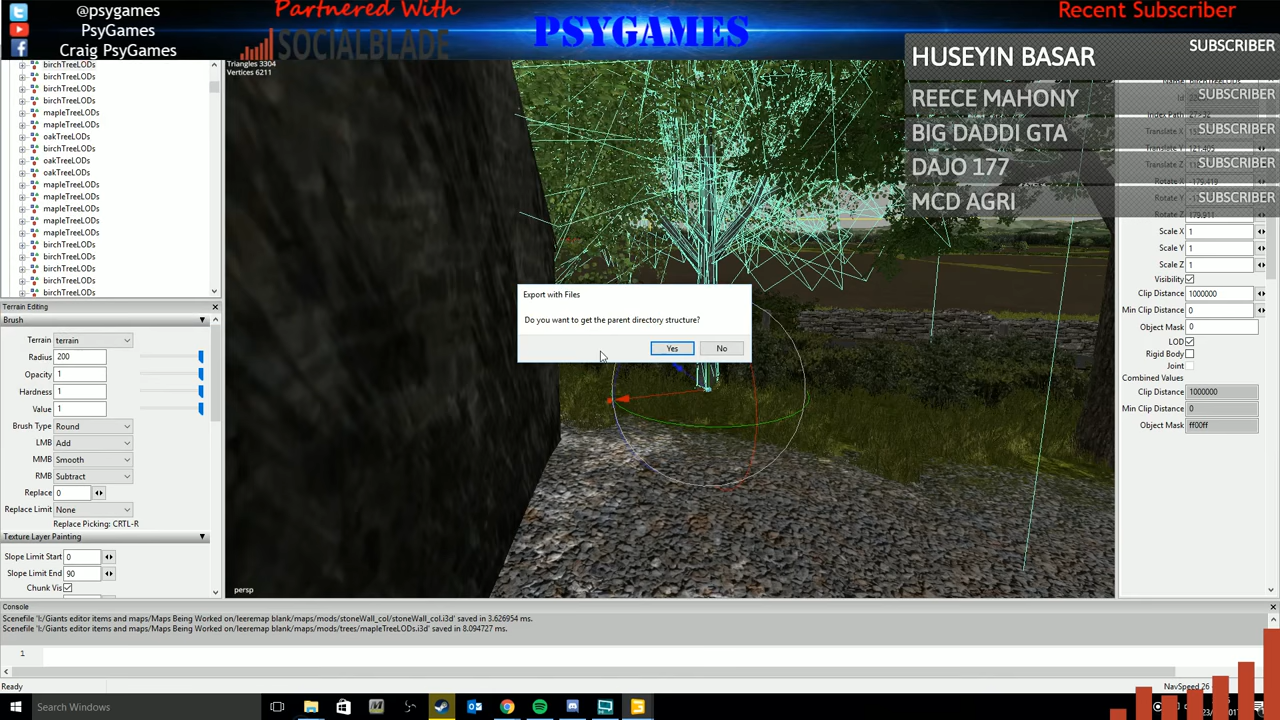 @psygames
PsyGames
Craig PsyGames
Partnered With
SOCIALBLADE
PSYGAMES
Recent Subscriber
HUSEYIN BASAR SUBSCRIBER
REECE MAHONY SUBSCRIBER
BIG DADDI GTA SUBSCRIBER
DAJO 177 SUBSCRIBER
MCD AGRI SUBSCRIBER
birchTreeLODs
birchTreeLODs
birchTreeLODs
birchTreeLODs
mapleTreeLODs
mapleTreeLODs
oakTreeLODs
birchTreeLODs
oakTreeLODs
oakTreeLODs
mapleTreeLODs
mapleTreeLODs
mapleTreeLODs
mapleTreeLODs
mapleTreeLODs
birchTreeLODs
birchTreeLODs
birchTreeLODs
birchTreeLODs
birchTreeLODs
Triangles 3304
Vertices 6211
Terrain Editing
Brush
Terrain terrain
Radius 200
Opacity 1
Hardness 1
Value 1
Brush Type Round
LMB Add
MMB Smooth
RMB Subtract
Replace 0
Replace Limit None
Replace Picking: CRTL-R
Texture Layer Painting
Slope Limit Start 0
Slope Limit End 90
Chunk Vis
Export with Files
Do you want to get the parent directory structure?
Yes No
persp
Scale X 1
Scale Y 1
Scale Z 1
Visibility
Clip Distance 1000000
Min Clip Distance 0
Object Mask 0
LOD
Rigid Body
Joint
Combined Values
Clip Distance 1000000
Min Clip Distance 0
Object Mask ff00ff
Console
Scenefile 'I:/Giants editor items and maps/Maps Being Worked on/leeremap blank/maps/mods/stoneWall_col/stoneWall_col.i3d' saved in 3.626954 ms.
Scenefile 'I:/Giants editor items and maps/Maps Being Worked on/leeremap blank/maps/mods/trees/mapleTreeLODs.i3d' saved in 8.094727 ms.
1
Ready
NavSpeed 26
Search Windows